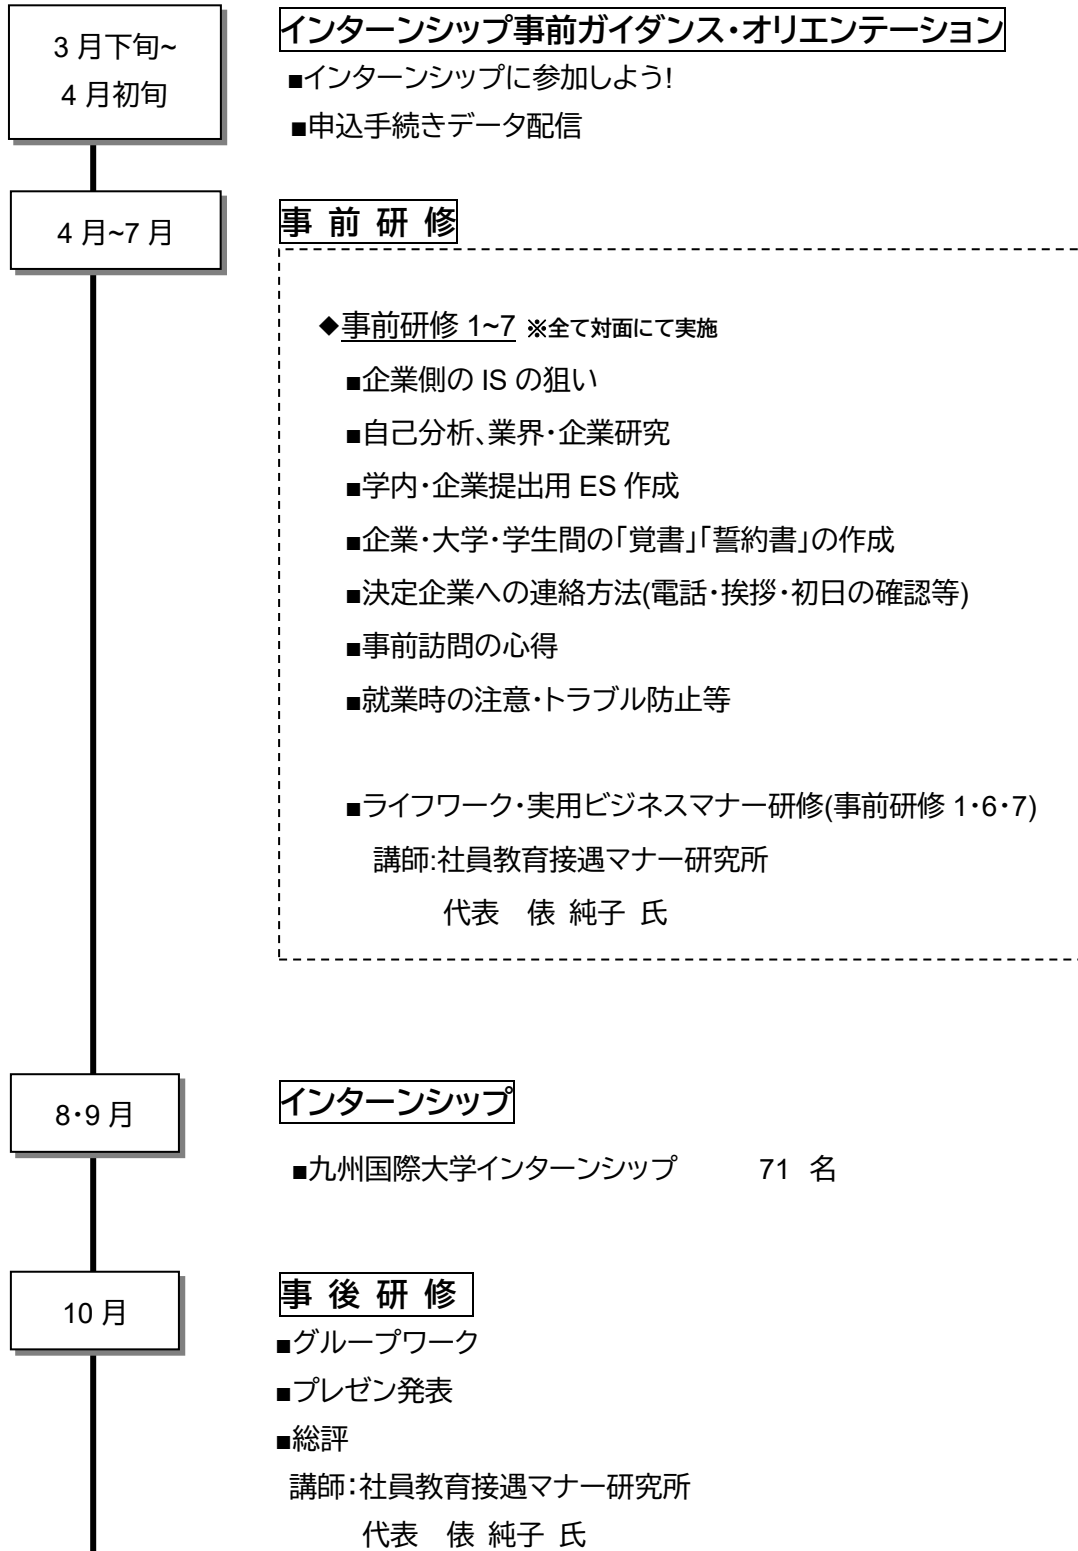 3 月下旬~
4 月初旬
インターンシップ事前ガイダンス・オリエンテーション
■インターンシップに参加しよう!
■申込手続きデータ配信
4 月~7 月
事 前 研 修
◆事前研修 1~7 ※全て対面にて実施
■企業側の IS の狙い
■自己分析、業界・企業研究
■学内・企業提出用 ES 作成
■企業・大学・学生間の「覚書」「誓約書」の作成
■決定企業への連絡方法(電話・挨拶・初日の確認等)
■事前訪問の心得
■就業時の注意・トラブル防止等
■ライフワーク・実用ビジネスマナー研修(事前研修 1・6・7)
講師:社員教育接遇マナー研究所
代表　俵 純子 氏
8・9 月
インターンシップ
■九州国際大学インターンシップ　　　71 名
10 月
事 後 研 修
■グループワーク
■プレゼン発表
■総評
講師：社員教育接遇マナー研究所
代表　俵 純子 氏